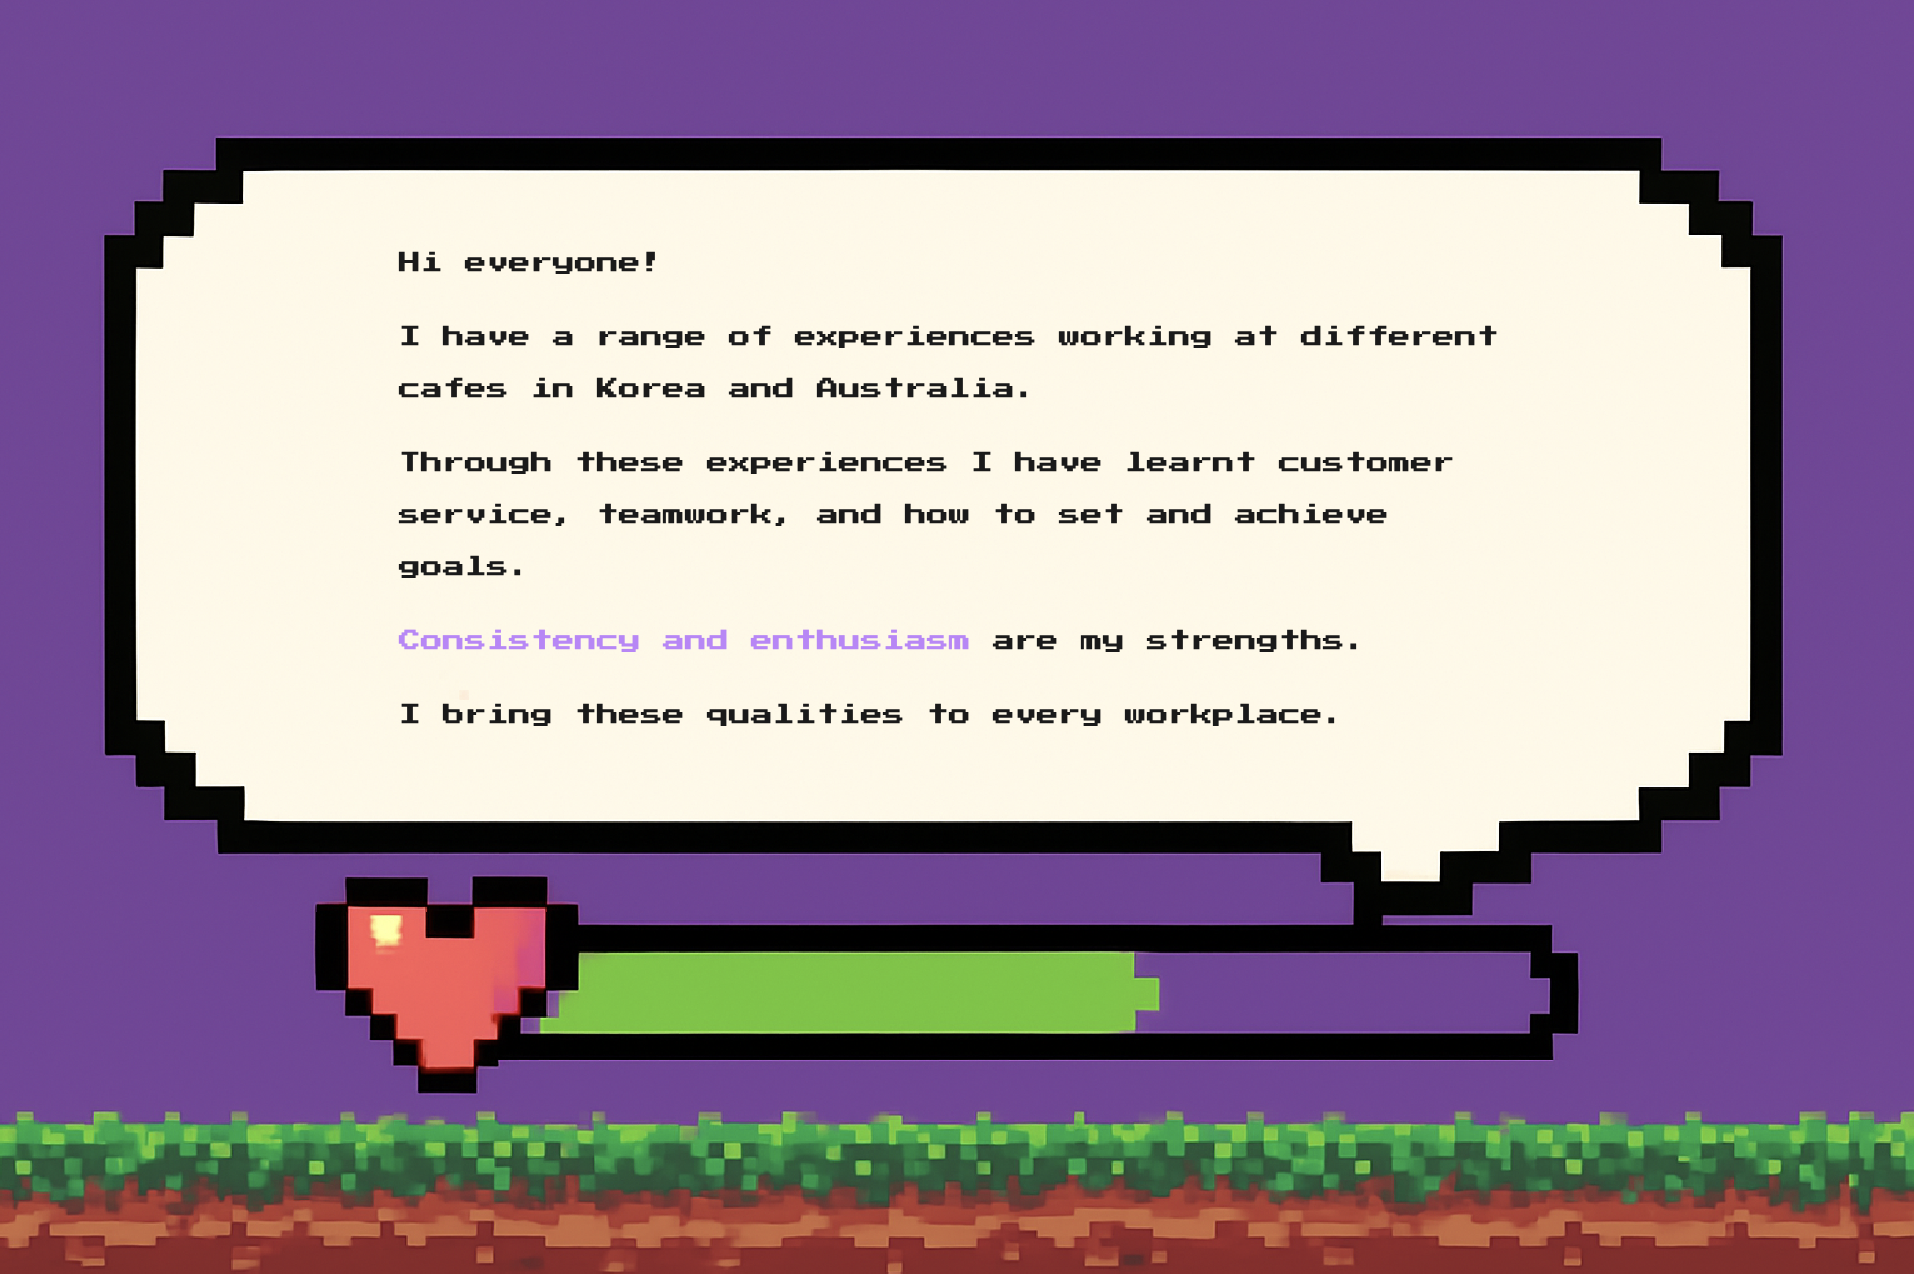 Hi everyone!
I have a range of experiences working at different
cafes in Korea and Australia.
Through these experiences I have learnt customer
service, teamwork, and how to set and achieve
goals.
Consistency and enthusiasm are my strengths.
I bring these qualities to every workplace.